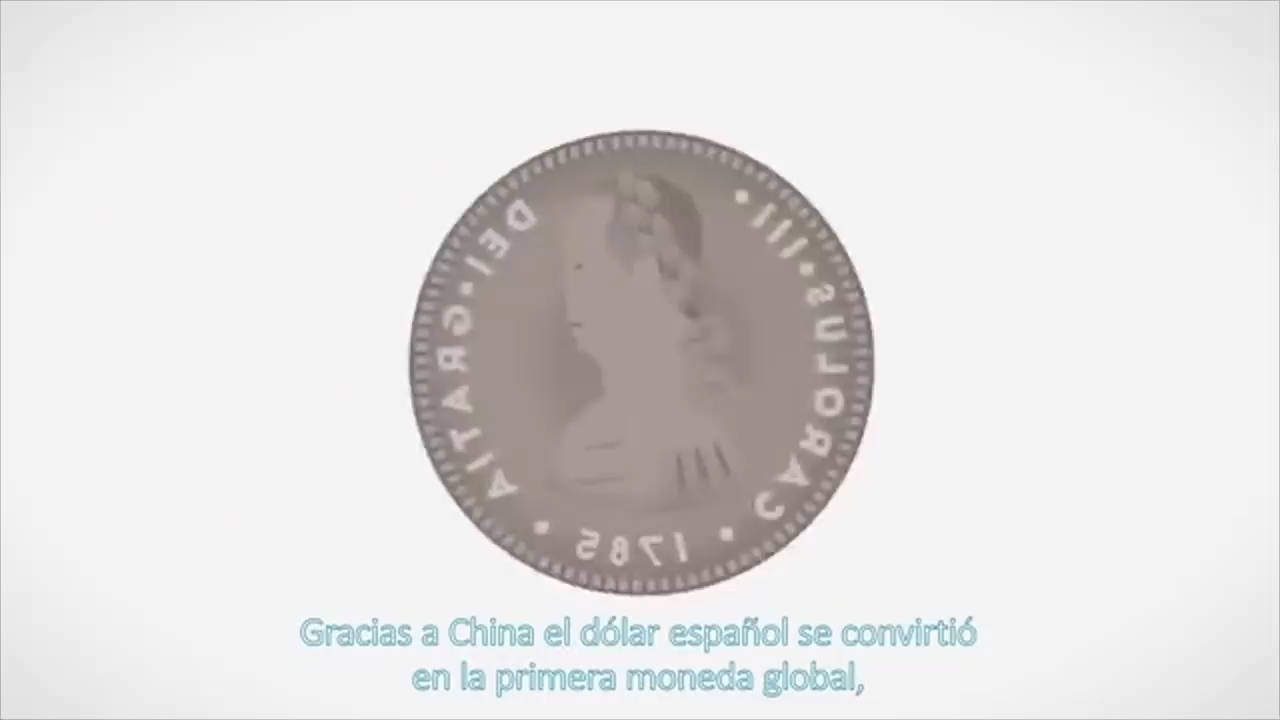 CAROLUS·III·
DEI·GRATIA
·1785·
Gracias a China el dólar español se convirtió
en la primera moneda global,